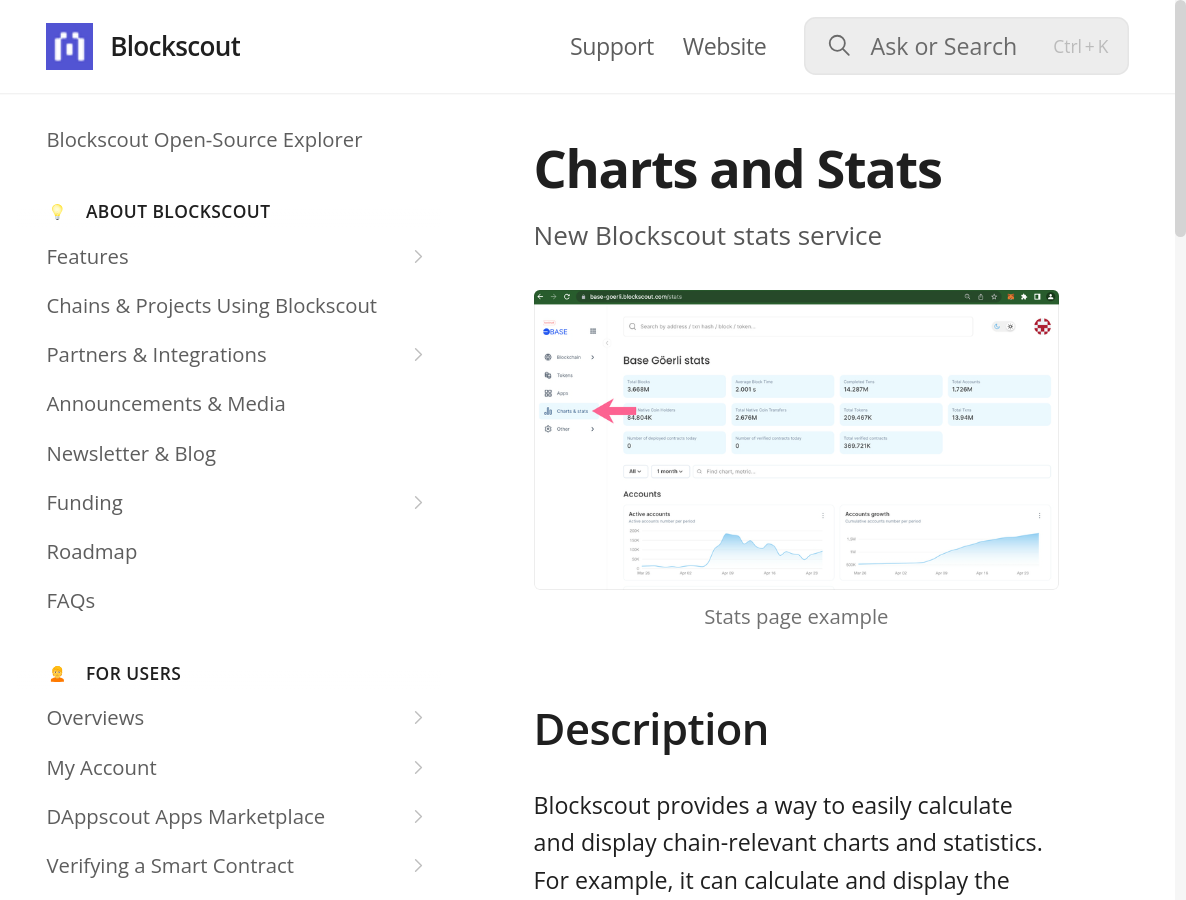 Blockscout
Support
Website
Ask or Search
Ctrl + K
Blockscout Open-Source Explorer
ABOUT BLOCKSCOUT
Features
Chains & Projects Using Blockscout
Partners & Integrations
Announcements & Media
Newsletter & Blog
Funding
Roadmap
FAQs
FOR USERS
Overviews
My Account
DAppscout Apps Marketplace
Verifying a Smart Contract
Charts and Stats
New Blockscout stats service
base-goerli.blockscout.com/stats
BASE
Search by address / txn hash / block / token...
Blockchain
Tokens
Apps
Charts & stats
Other
Base Göerli stats
Total Blocks
3.668M
Average Block Time
2.001 s
Completed Txns
14.287M
Total Accounts
1.726M
Native Coin Holders
84.804K
Total Native Coin Transfers
2.676M
Total Tokens
209.467K
Total Txns
13.94M
Number of deployed contracts today
0
Number of verified contracts today
0
Total verified contracts
369.721K
All
1 month
Find chart, metric...
Accounts
Active accounts
Active accounts number per period
Accounts growth
Cumulative accounts number per period
Stats page example
Description
Blockscout provides a way to easily calculate
and display chain-relevant charts and statistics.
For example, it can calculate and display the